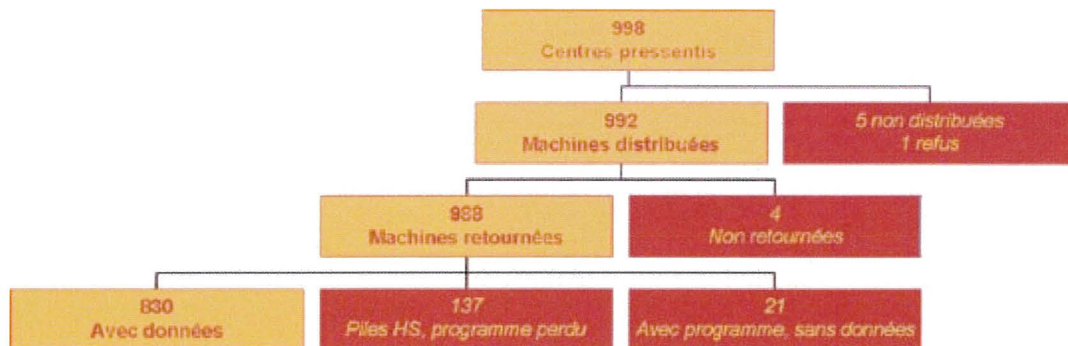 998
Centres pressentis
992
Machines distribuées
5 non distribuées
1 refus
988
Machines retournées
4
Non retournées
830
Avec données
137
Piles HS, programme perdu
21
Avec programme, sans données